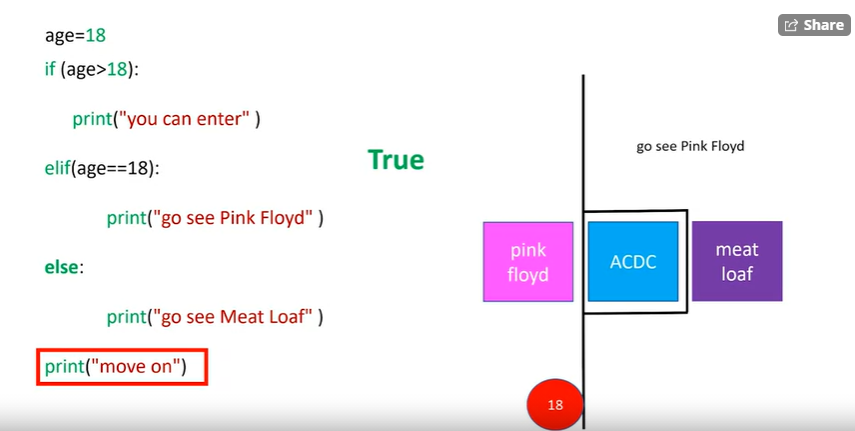 Share
age=18
if (age>18):
print("you can enter" )
elif(age==18):
print("go see Pink Floyd" )
else:
print("go see Meat Loaf" )
print("move on")
True
go see Pink Floyd
pink
floyd
ACDC
meat
loaf
18